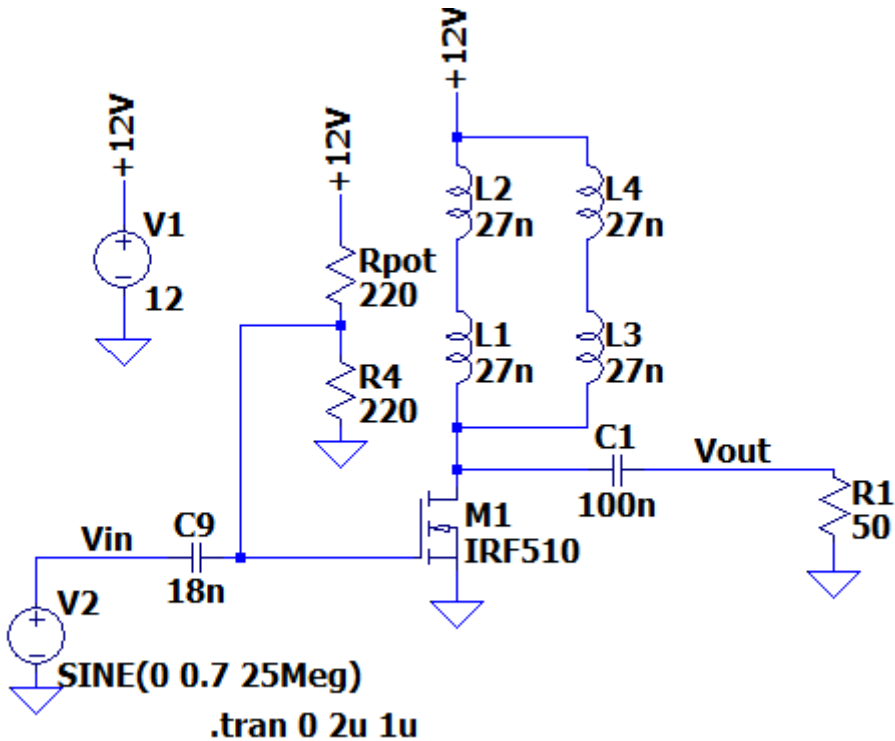 +12V
+12V
+12V
V1
12
Rpot
220
R4
220
L2
27n
L4
27n
L1
27n
L3
27n
C1
100n
Vout
R1
50
M1
IRF510
Vin
C9
18n
V2
SINE(0 0.7 25Meg)
.tran 0 2u 1u